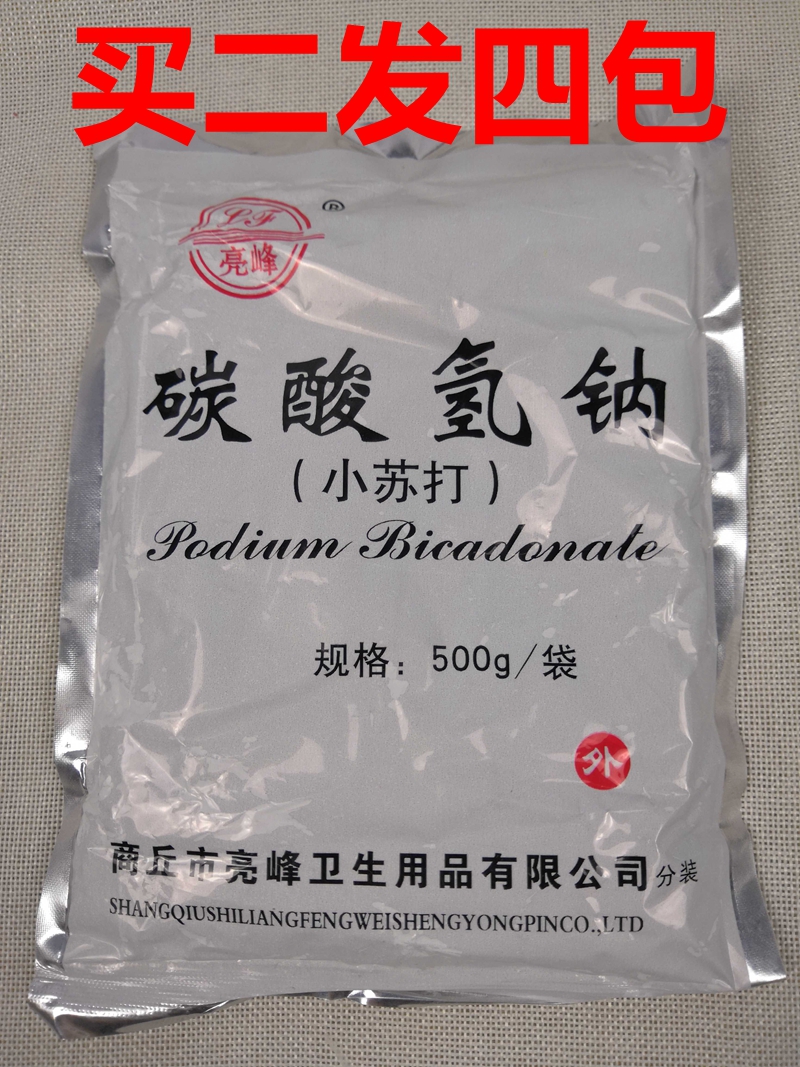 买二发四包
LF
®
亮峰
碳酸氢钠
（小苏打）
Podium Bicadonate
规格：500g/袋
外
商丘市亮峰卫生用品有限公司分装
SHANGQIUSHILIANGFENGWEISHENGYONGPINCO.,LTD